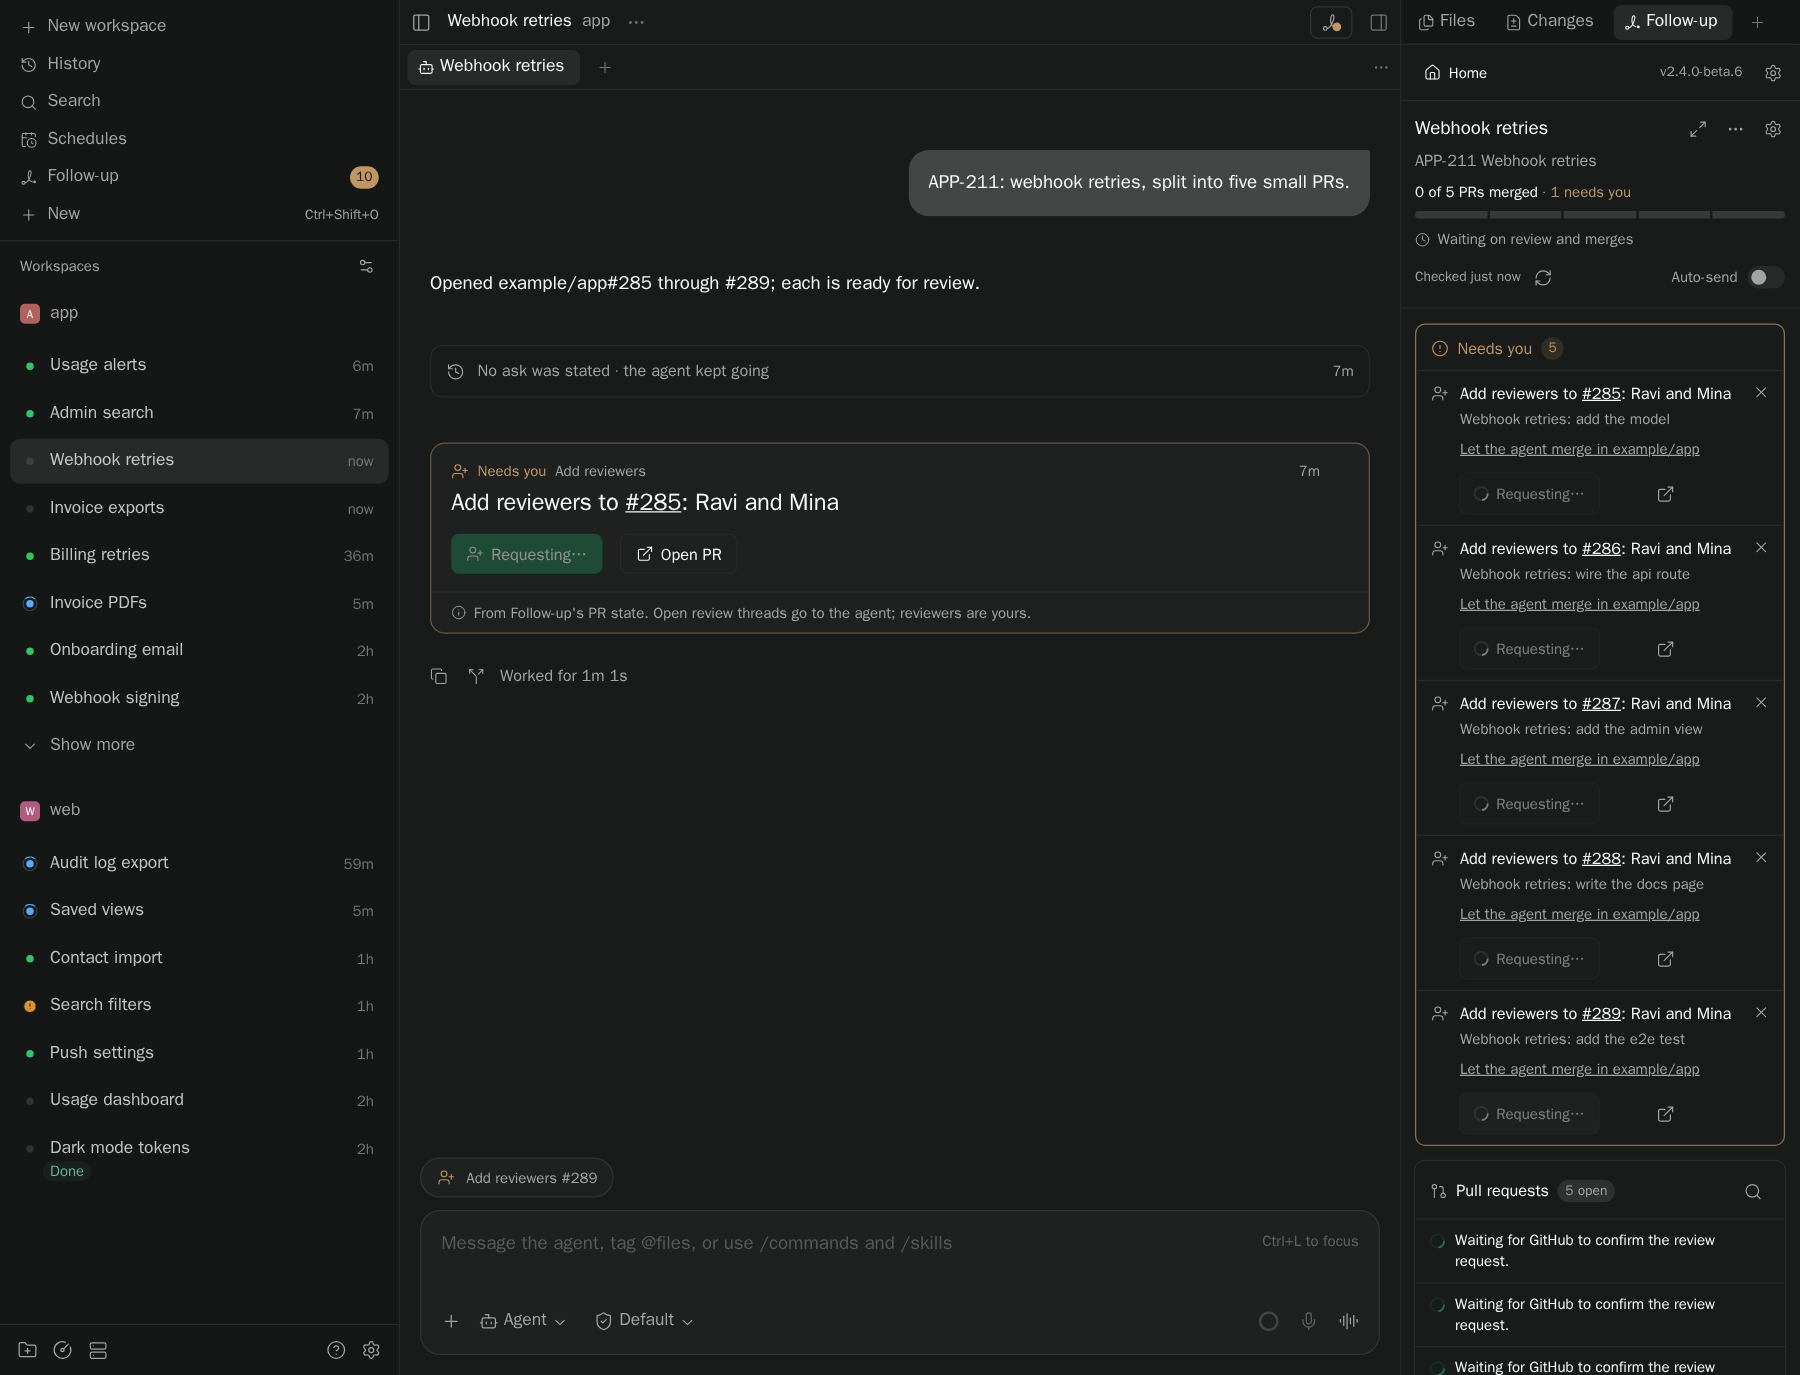 New workspace
History
Search
Schedules
Follow-up 10
New Ctrl+Shift+O
Workspaces
A app
Usage alerts 6m
Admin search 7m
Webhook retries now
Invoice exports now
Billing retries 36m
Invoice PDFs 5m
Onboarding email 2h
Webhook signing 2h
Show more
W web
Audit log export 59m
Saved views 5m
Contact import 1h
Search filters 1h
Push settings 1h
Usage dashboard 2h
Dark mode tokens 2h
Done
Webhook retries app
Webhook retries
APP-211: webhook retries, split into five small PRs.
Opened example/app#285 through #289; each is ready for review.
No ask was stated · the agent kept going 7m
Needs you Add reviewers 7m
Add reviewers to #285: Ravi and Mina
Requesting··· Open PR
From Follow-up's PR state. Open review threads go to the agent; reviewers are yours.
Worked for 1m 1s
Add reviewers #289
Message the agent, tag @files, or use /commands and /skills Ctrl+L to focus
Agent Default
Files Changes Follow-up
Home v2.4.0-beta.6
Webhook retries
APP-211 Webhook retries
0 of 5 PRs merged · 1 needs you
Waiting on review and merges
Checked just now Auto-send
Needs you 5
Add reviewers to #285: Ravi and Mina
Webhook retries: add the model
Let the agent merge in example/app
Requesting···
Add reviewers to #286: Ravi and Mina
Webhook retries: wire the api route
Let the agent merge in example/app
Requesting···
Add reviewers to #287: Ravi and Mina
Webhook retries: add the admin view
Let the agent merge in example/app
Requesting···
Add reviewers to #288: Ravi and Mina
Webhook retries: write the docs page
Let the agent merge in example/app
Requesting···
Add reviewers to #289: Ravi and Mina
Webhook retries: add the e2e test
Let the agent merge in example/app
Requesting···
Pull requests 5 open
Waiting for GitHub to confirm the review
request.
Waiting for GitHub to confirm the review
request.
Waiting for GitHub to confirm the review